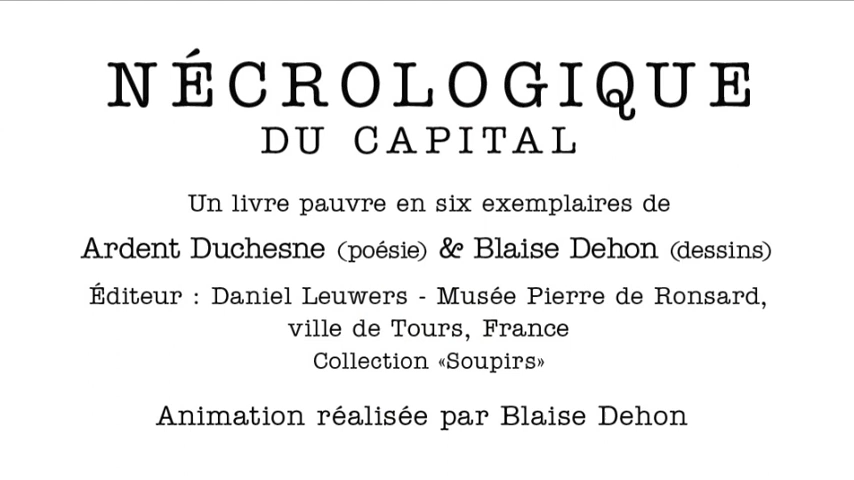 NÉCROLOGIQUE
DU CAPITAL
Un livre pauvre en six exemplaires de
Ardent Duchesne (poésie) & Blaise Dehon (dessins)
Éditeur : Daniel Leuwers - Musée Pierre de Ronsard,
ville de Tours, France
Collection «Soupirs»
Animation réalisée par Blaise Dehon